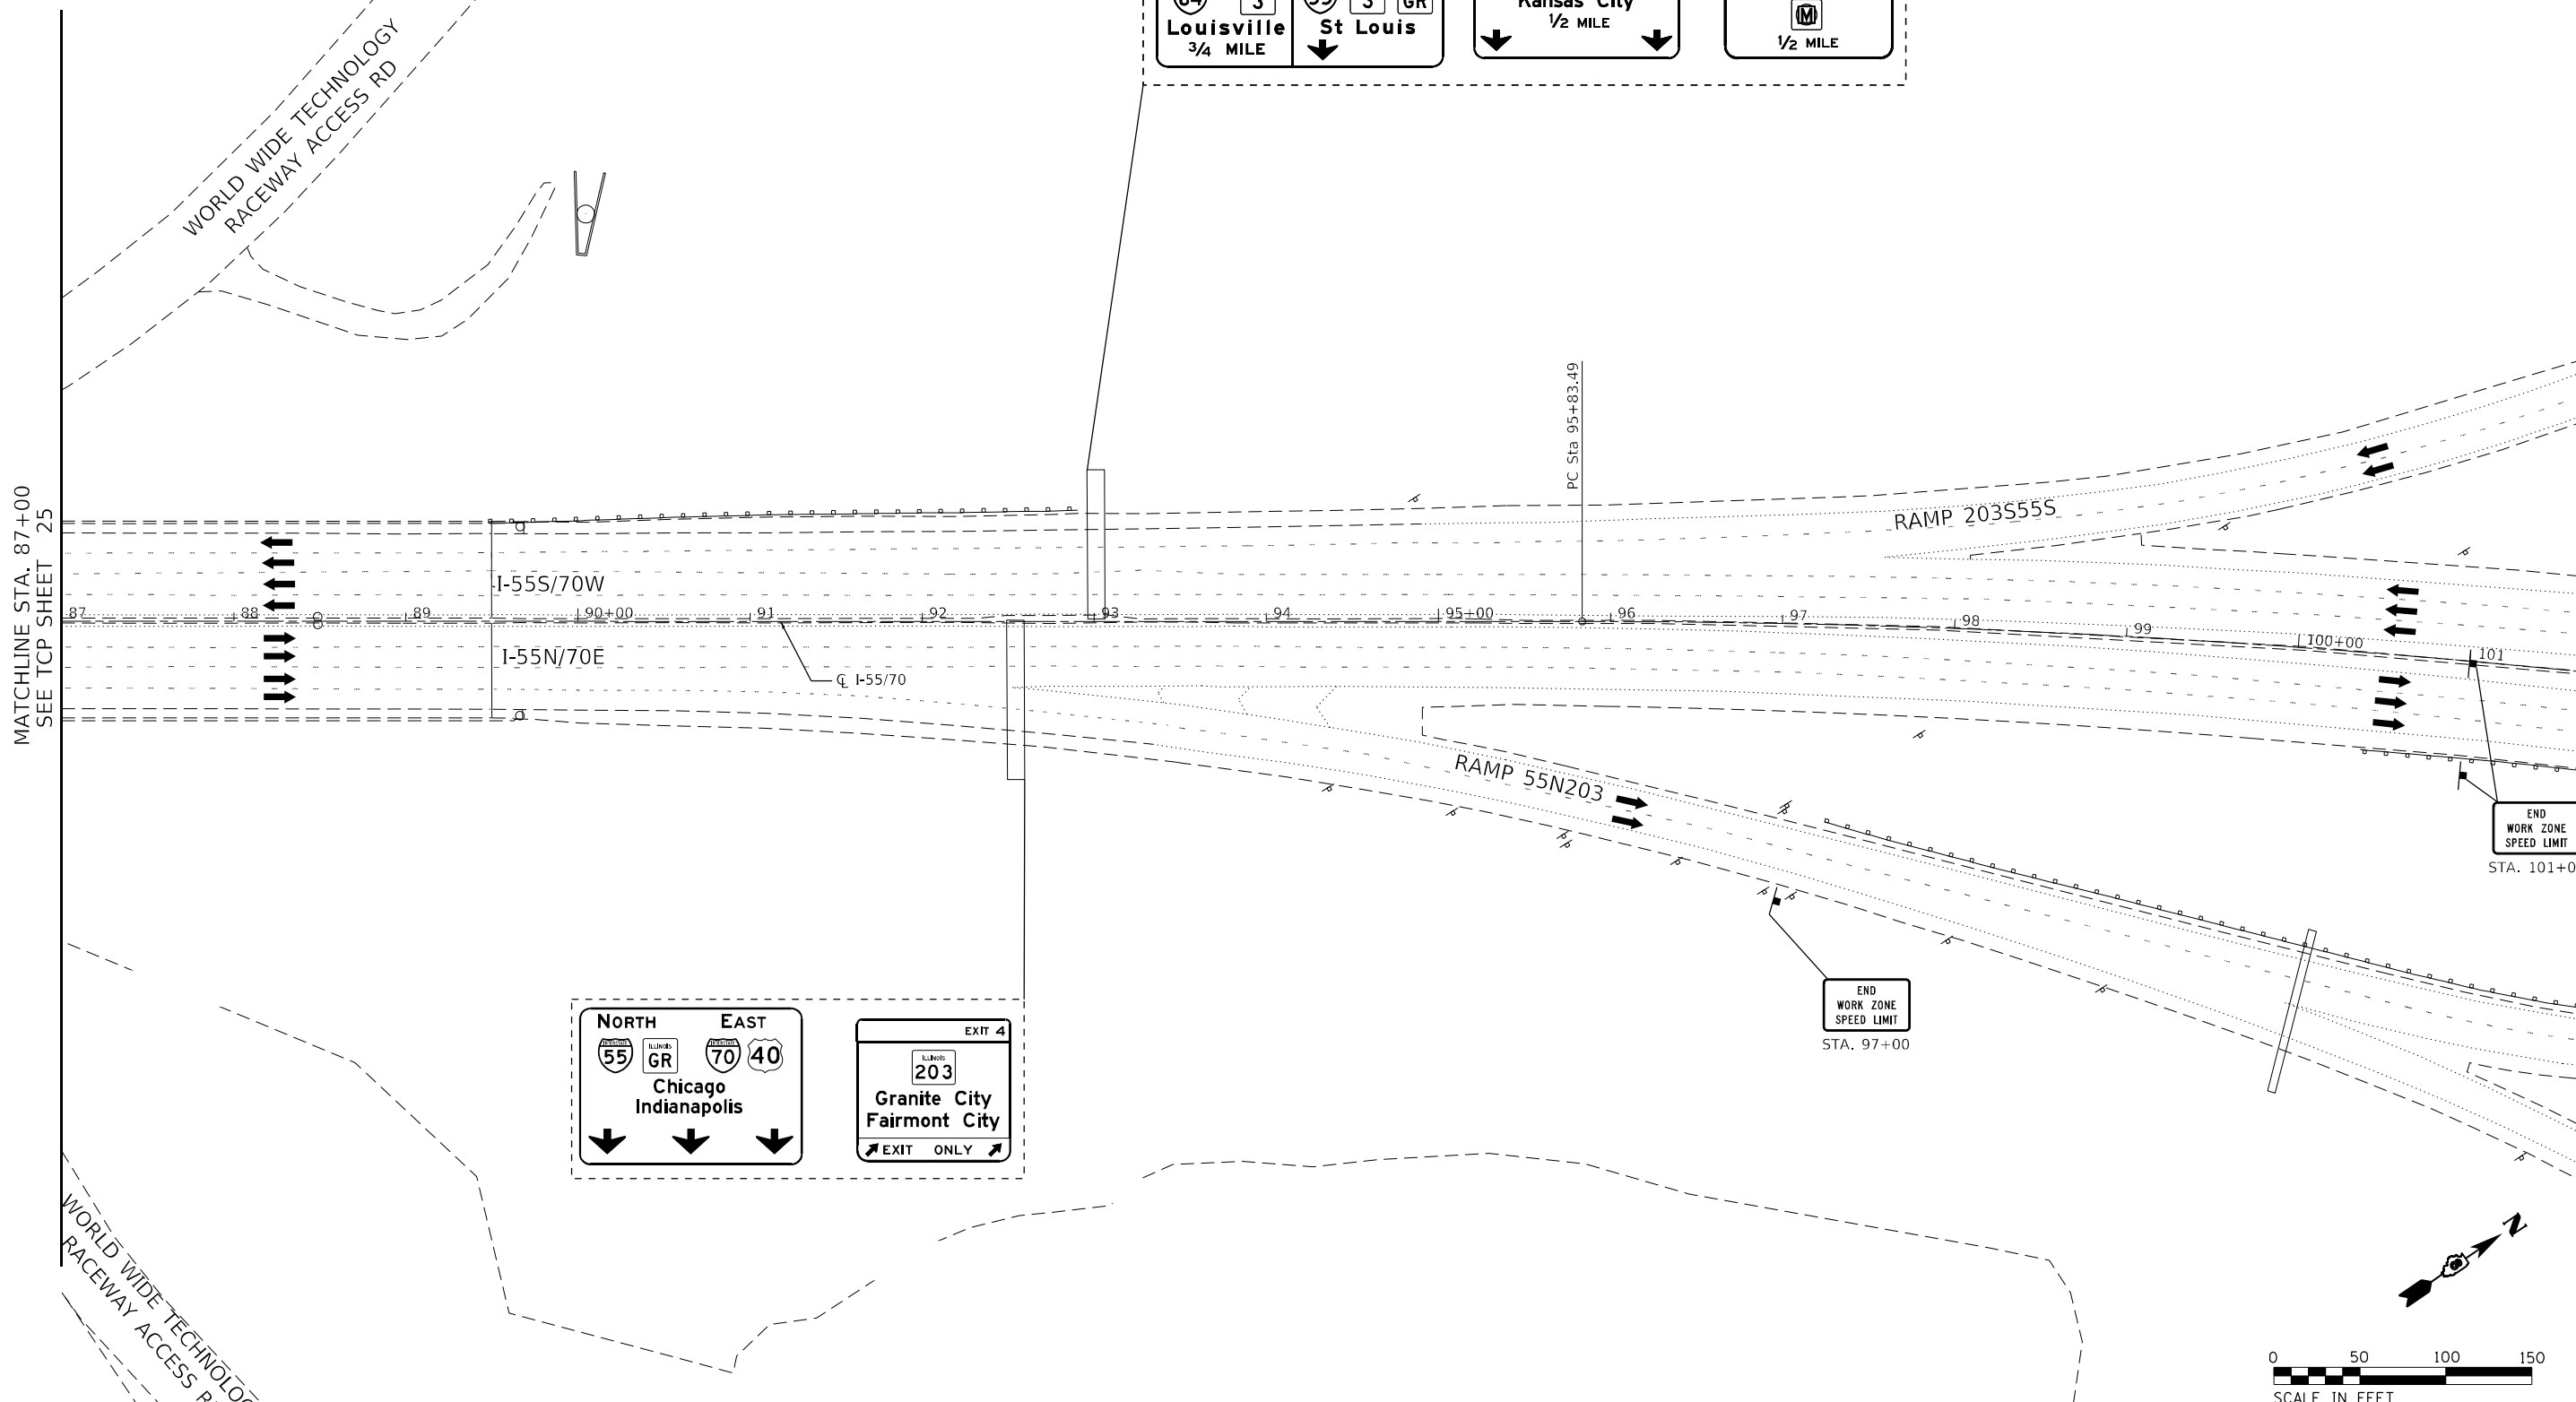 WORLD WIDE TECHNOLOGY
RACEWAY ACCESS RD
3
Louisville
3/4 MILE
3
GR
St Louis
Kansas City
1/2 MILE
M
1/2 MILE
MATCHLINE STA. 87+00
SEE TCP SHEET 25
PC Sta 95+83.49
RAMP 203S55S
I-55S/70W
87
88
89
90+00
91
92
93
94
95+00
96
97
98
99
100+00
101
I-55N/70E
℄ I-55/70
RAMP 55N203
END
WORK ZONE
SPEED LIMIT
STA. 101+0
END
WORK ZONE
SPEED LIMIT
STA. 97+00
NORTH EAST
INTERSTATE
55
ILLINOIS
GR
INTERSTATE
70
40
Chicago
Indianapolis
EXIT 4
ILLINOIS
203
Granite City
Fairmont City
EXIT ONLY
WORLD WIDE TECHNOLOG
RACEWAY ACCESS R
N
0 50 100 150
SCALE IN FEET